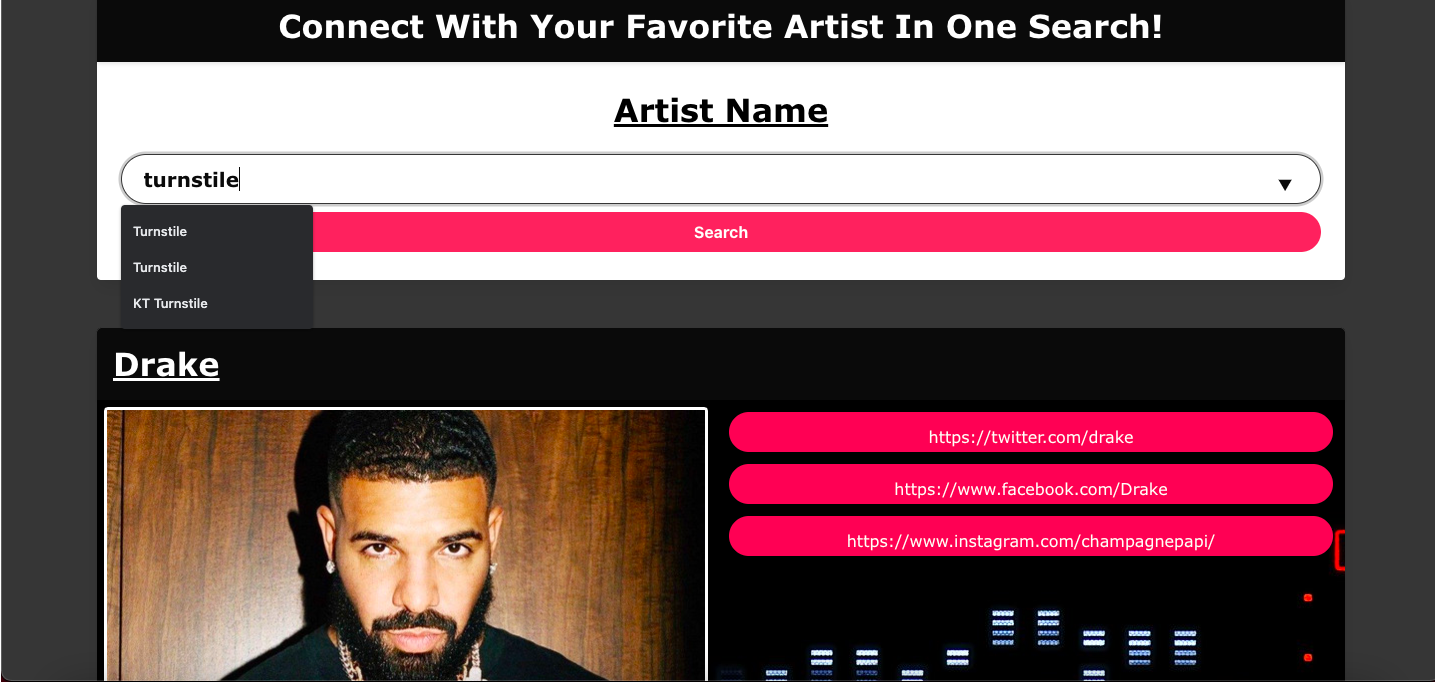 Connect With Your Favorite Artist In One Search!
Artist Name
turnstile
Search
Turnstile
Turnstile
KT Turnstile
Drake
https://twitter.com/drake
https://www.facebook.com/Drake
https://www.instagram.com/champagnepapi/